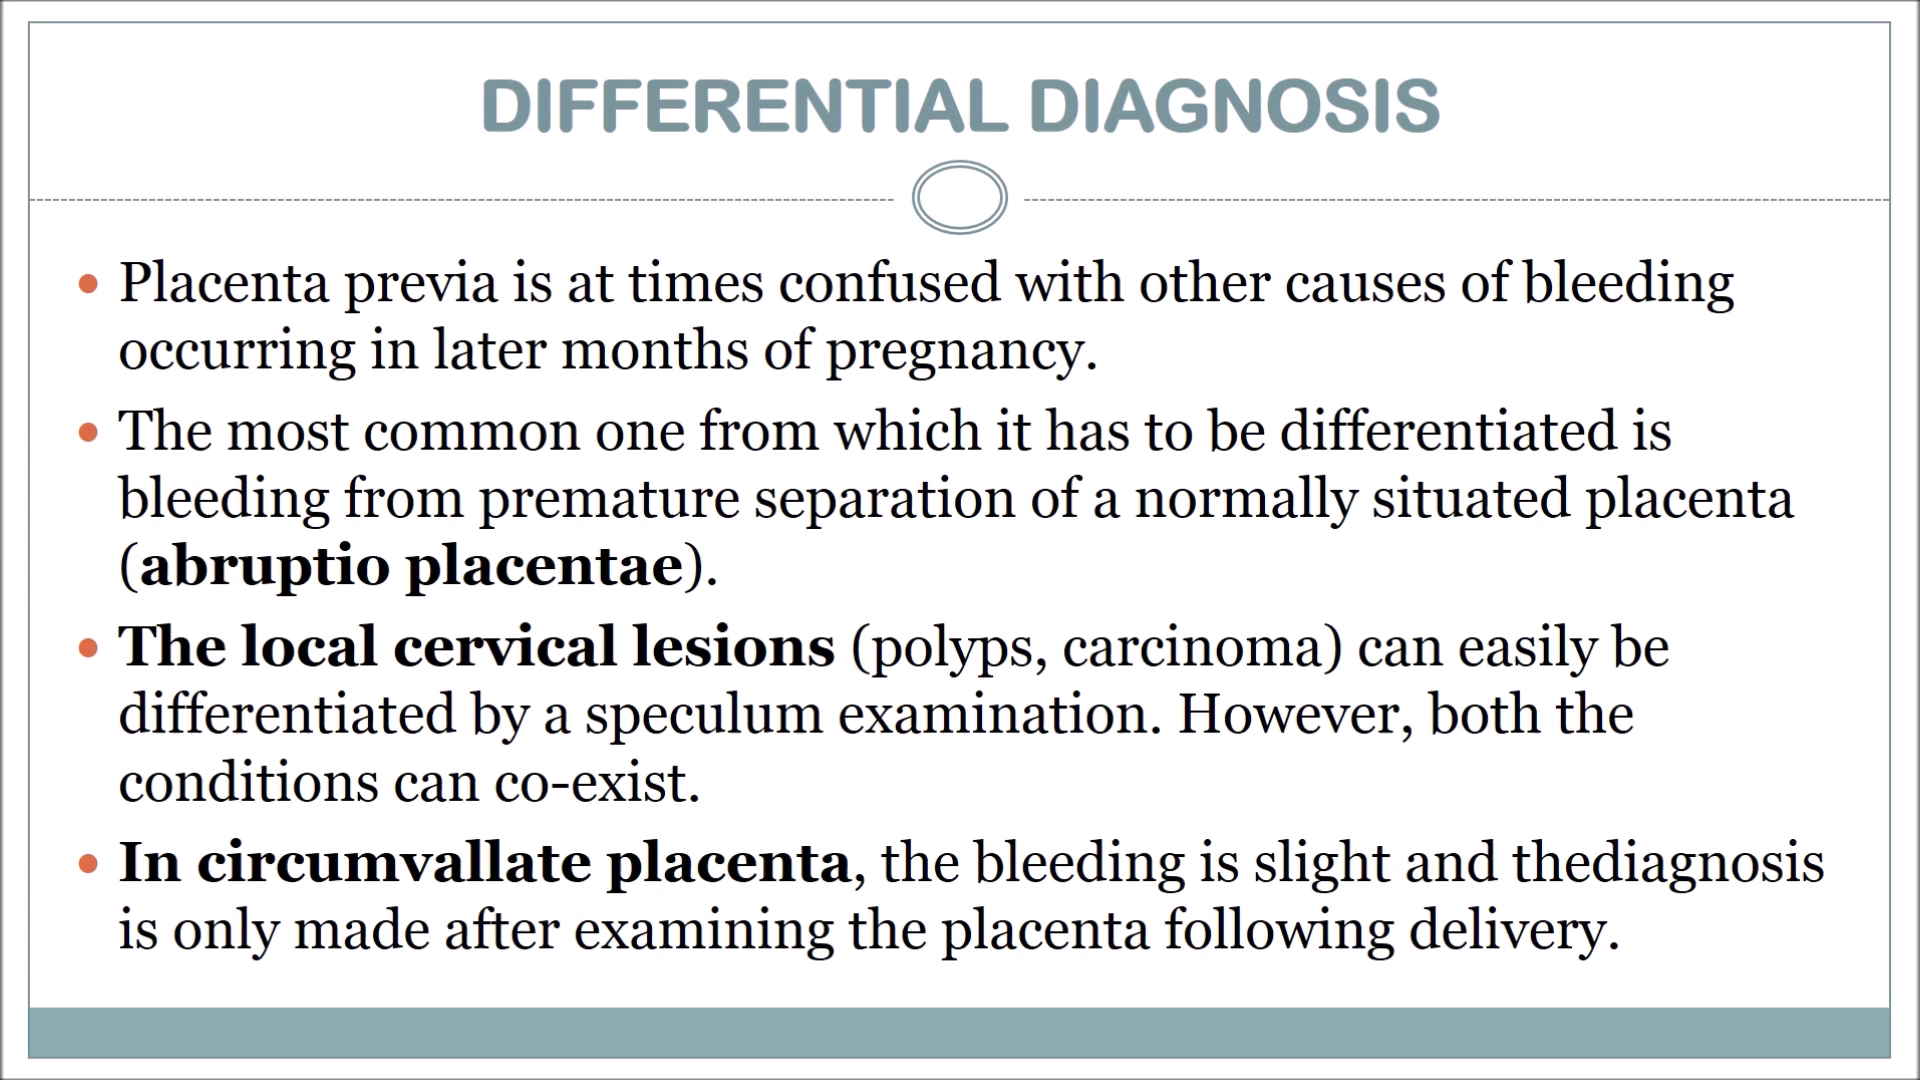 DIFFERENTIAL DIAGNOSIS
• Placenta previa is at times confused with other causes of bleeding
occurring in later months of pregnancy.
• The most common one from which it has to be differentiated is
bleeding from premature separation of a normally situated placenta
(abruptio placentae).
• The local cervical lesions (polyps, carcinoma) can easily be
differentiated by a speculum examination. However, both the
conditions can co-exist.
• In circumvallate placenta, the bleeding is slight and thediagnosis
is only made after examining the placenta following delivery.